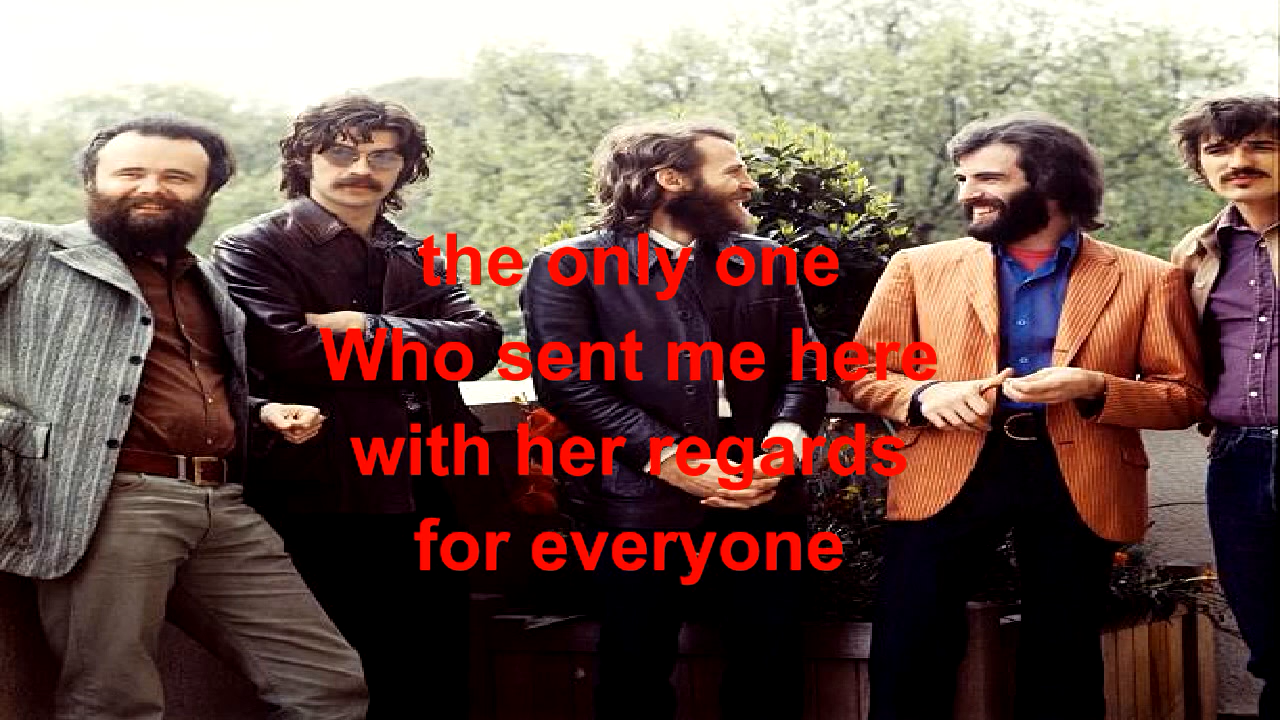 the only one
Who sent me here
with her regards
for everyone